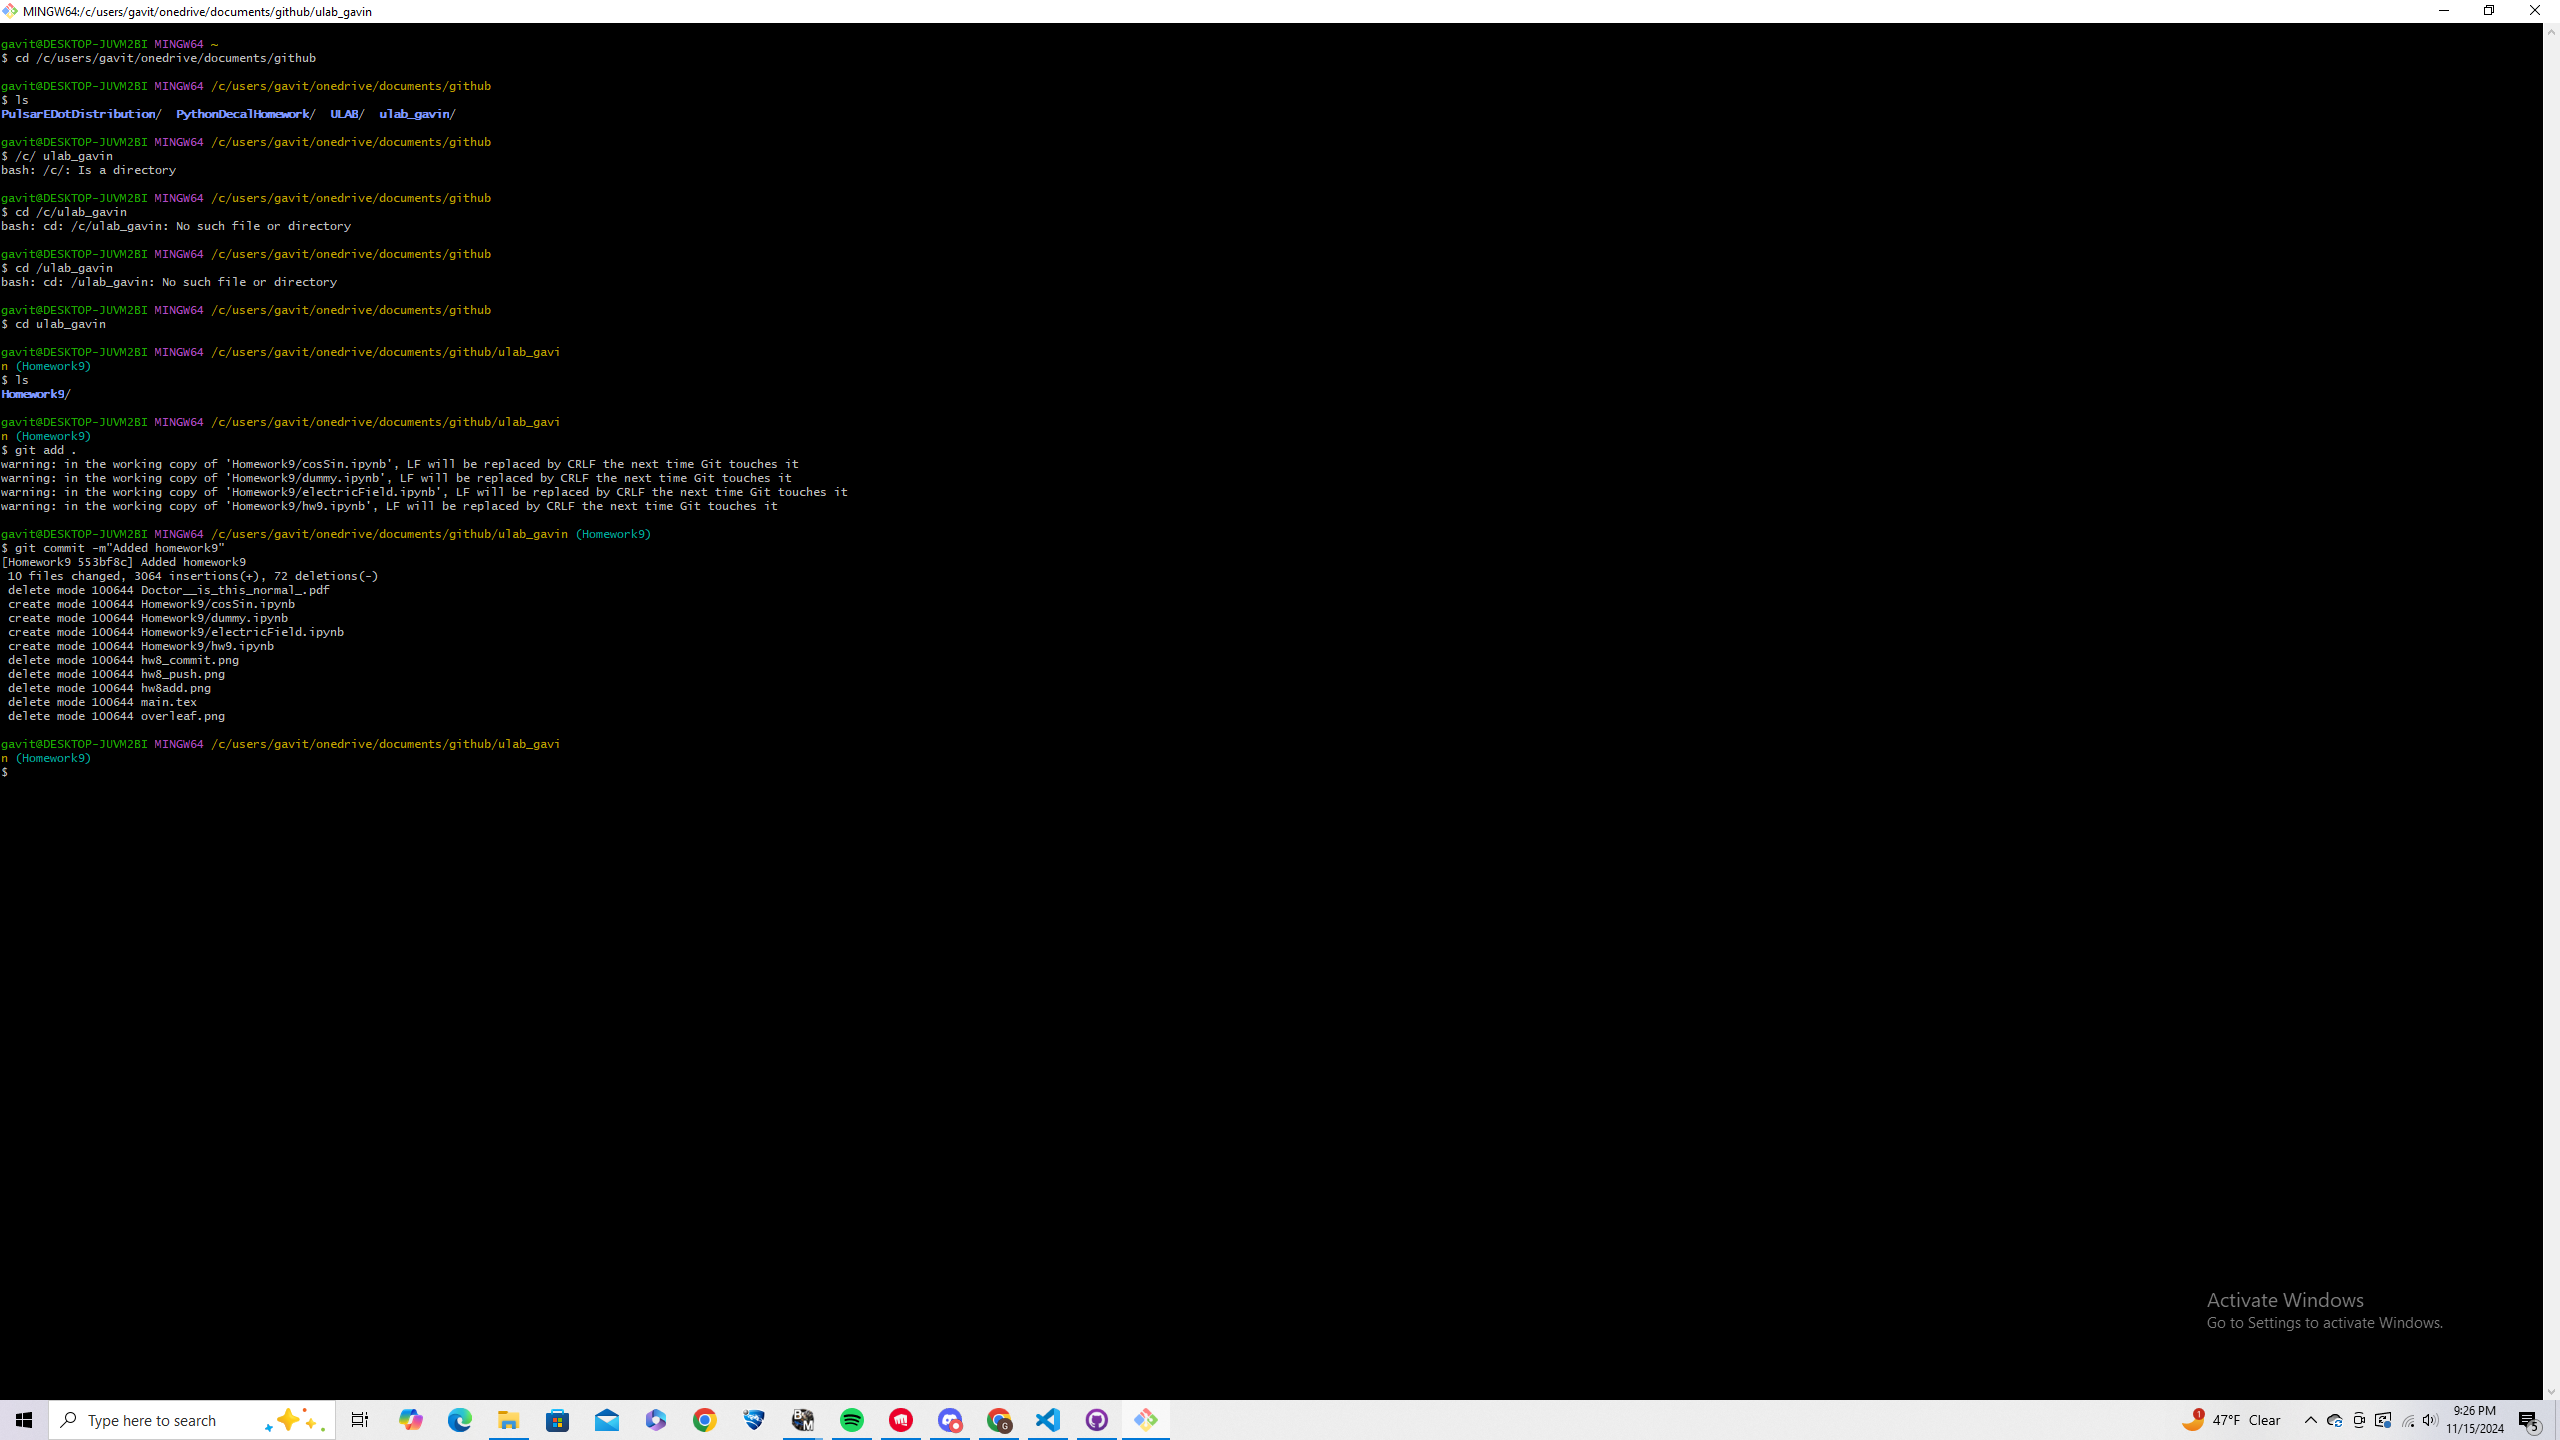 MINGW64:/c/users/gavit/onedrive/documents/github/ulab_gavin
gavit@DESKTOP-JUVM2BI MINGW64 ~
$ cd /c/users/gavit/onedrive/documents/github
gavit@DESKTOP-JUVM2BI MINGW64 /c/users/gavit/onedrive/documents/github
$ ls
PulsarEDotDistribution/  PythonDecalHomework/  ULAB/  ulab_gavin/
gavit@DESKTOP-JUVM2BI MINGW64 /c/users/gavit/onedrive/documents/github
$ /c/ ulab_gavin
bash: /c/: Is a directory
gavit@DESKTOP-JUVM2BI MINGW64 /c/users/gavit/onedrive/documents/github
$ cd /c/ulab_gavin
bash: cd: /c/ulab_gavin: No such file or directory
gavit@DESKTOP-JUVM2BI MINGW64 /c/users/gavit/onedrive/documents/github
$ cd /ulab_gavin
bash: cd: /ulab_gavin: No such file or directory
gavit@DESKTOP-JUVM2BI MINGW64 /c/users/gavit/onedrive/documents/github
$ cd ulab_gavin
gavit@DESKTOP-JUVM2BI MINGW64 /c/users/gavit/onedrive/documents/github/ulab_gavi
n (Homework9)
$ ls
Homework9/
gavit@DESKTOP-JUVM2BI MINGW64 /c/users/gavit/onedrive/documents/github/ulab_gavi
n (Homework9)
$ git add .
warning: in the working copy of 'Homework9/cosSin.ipynb', LF will be replaced by CRLF the next time Git touches it
warning: in the working copy of 'Homework9/dummy.ipynb', LF will be replaced by CRLF the next time Git touches it
warning: in the working copy of 'Homework9/electricField.ipynb', LF will be replaced by CRLF the next time Git touches it
warning: in the working copy of 'Homework9/hw9.ipynb', LF will be replaced by CRLF the next time Git touches it
gavit@DESKTOP-JUVM2BI MINGW64 /c/users/gavit/onedrive/documents/github/ulab_gavin (Homework9)
$ git commit -m"Added homework9"
[Homework9 553bf8c] Added homework9
10 files changed, 3064 insertions(+), 72 deletions(-)
delete mode 100644 Doctor__is_this_normal_.pdf
create mode 100644 Homework9/cosSin.ipynb
create mode 100644 Homework9/dummy.ipynb
create mode 100644 Homework9/electricField.ipynb
create mode 100644 Homework9/hw9.ipynb
delete mode 100644 hw8_commit.png
delete mode 100644 hw8_push.png
delete mode 100644 hw8add.png
delete mode 100644 main.tex
delete mode 100644 overleaf.png
gavit@DESKTOP-JUVM2BI MINGW64 /c/users/gavit/onedrive/documents/github/ulab_gavi
n (Homework9)
$
Activate Windows
Go to Settings to activate Windows.
Type here to search
B M
G
1
47°F Clear
9:26 PM
11/15/2024
5